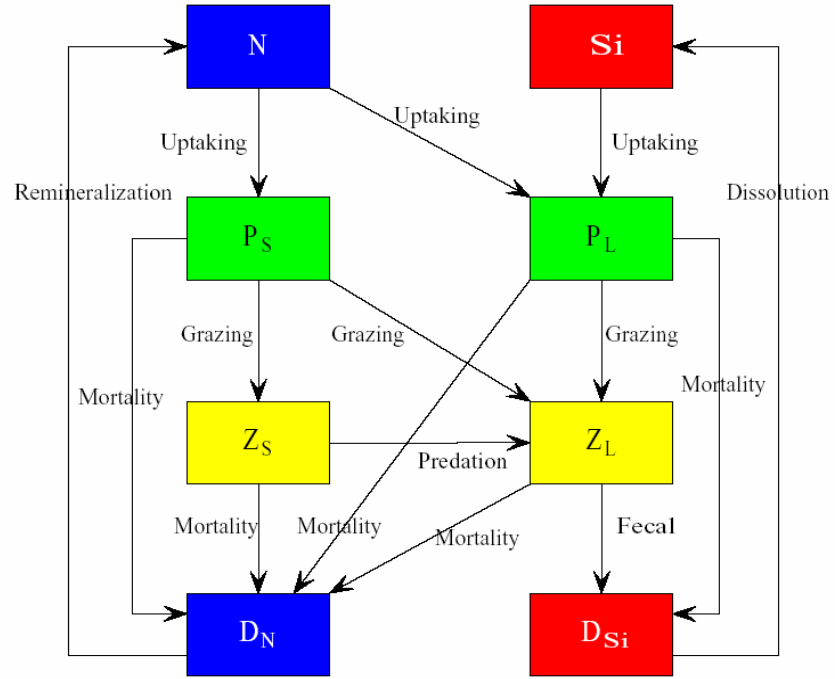 N
Si
Uptaking
Uptaking
Uptaking
Remineralization
Dissolution
P_S
P_L
Grazing
Grazing
Grazing
Mortality
Mortality
Z_S
Z_L
Predation
Mortality
Mortality
Mortality
Fecal
D_N
D_Si